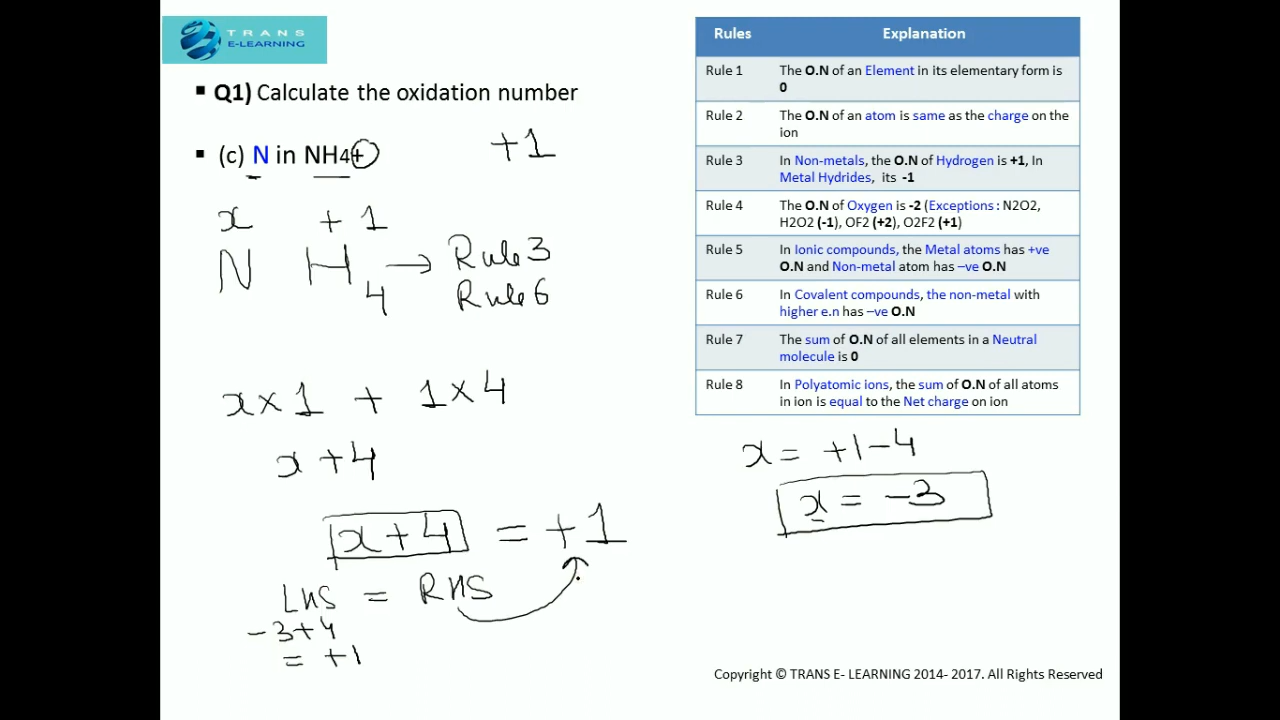 TRANS
E-LEARNING
▪ Q1) Calculate the oxidation number
▪ (c) N in NH4+
+1
x +1
N H4 → Rule 3
Rule 6
x×1 + 1×4
x+4
x+4 = +1
LHS = RHS
-3+4
= +1
Rules Explanation
Rule 1 The O.N of an Element in its elementary form is
0
Rule 2 The O.N of an atom is same as the charge on the
ion
Rule 3 In Non-metals, the O.N of Hydrogen is +1, In
Metal Hydrides, its -1
Rule 4 The O.N of Oxygen is -2 (Exceptions : N2O2,
H2O2 (-1), OF2 (+2), O2F2 (+1)
Rule 5 In Ionic compounds, the Metal atoms has +ve
O.N and Non-metal atom has –ve O.N
Rule 6 In Covalent compounds, the non-metal with
higher e.n has –ve O.N
Rule 7 The sum of O.N of all elements in a Neutral
molecule is 0
Rule 8 In Polyatomic ions, the sum of O.N of all atoms
in ion is equal to the Net charge on ion
x = +1-4
x = -3
Copyright © TRANS E- LEARNING 2014- 2017. All Rights Reserved